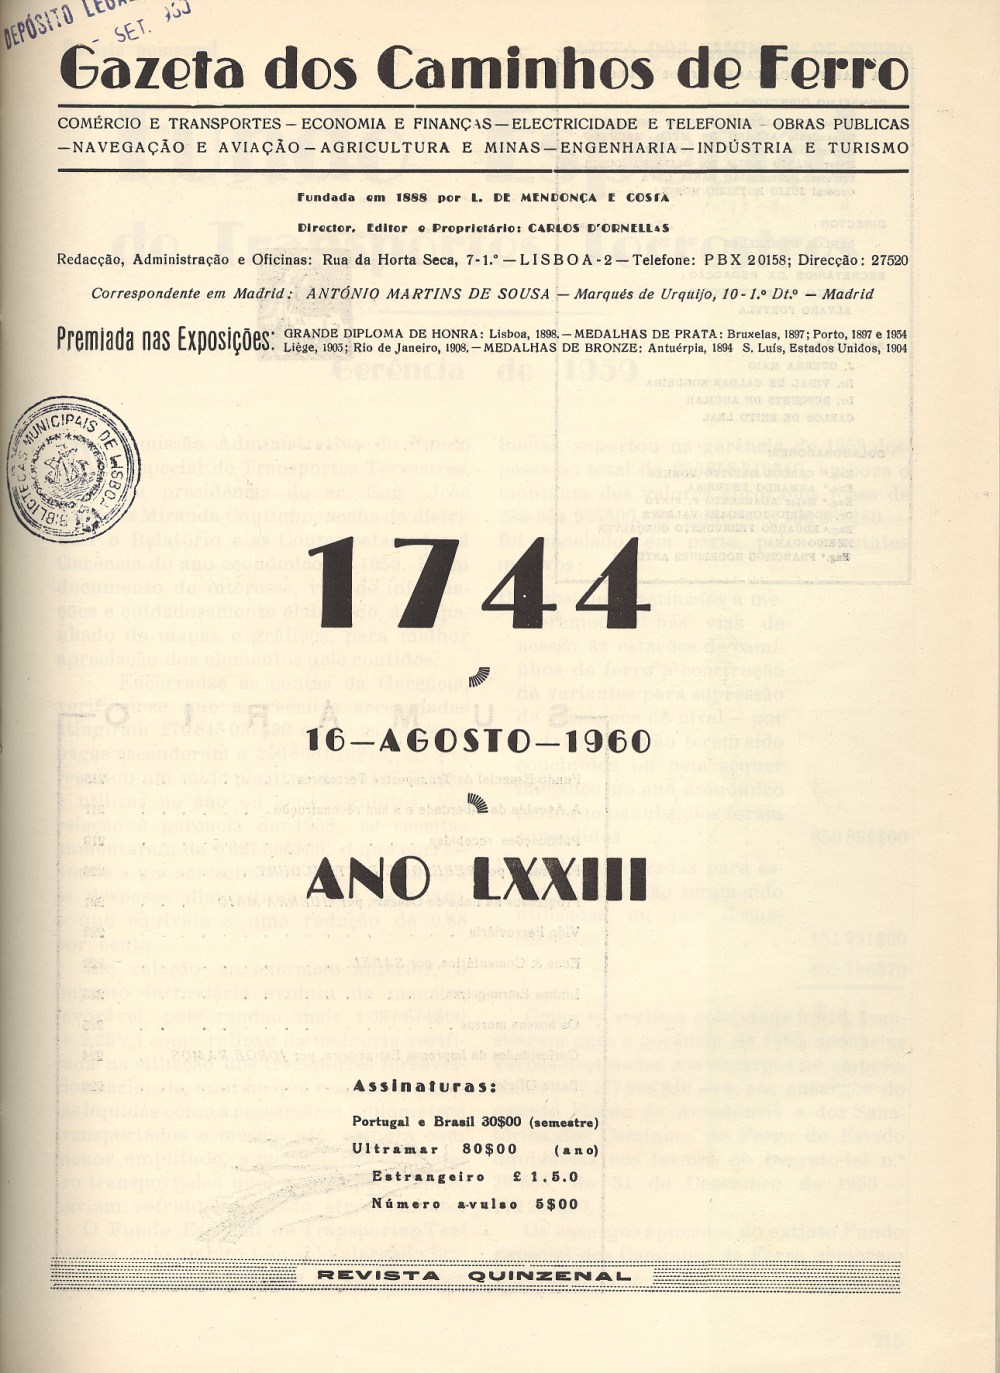 DEPÓSITO LEGAL
SET.
Gazeta dos Caminhos de Ferro
COMÉRCIO E TRANSPORTES — ECONOMIA E FINANÇAS — ELECTRICIDADE E TELEFONIA — OBRAS PUBLICAS
— NAVEGAÇÃO E AVIAÇÃO — AGRICULTURA E MINAS — ENGENHARIA — INDÚSTRIA E TURISMO
Fundada em 1888 por L. DE MENDONÇA E COSTA
Director, Editor e Proprietário: CARLOS D'ORNELLAS
Redacção, Administração e Oficinas: Rua da Horta Seca, 7-1.º — LISBOA-2 — Telefone: PBX 20158; Direcção: 27520
Correspondente em Madrid: ANTÓNIO MARTINS DE SOUSA — Marqués de Urquijo, 10-1.º Dt.º — Madrid
Premiada nas Exposições: GRANDE DIPLOMA DE HONRA: Lisboa, 1898. — MEDALHAS DE PRATA: Bruxelas, 1897; Porto, 1897 e 1934
Liège, 1905; Rio de Janeiro, 1908. — MEDALHAS DE BRONZE: Antuérpia, 1894 S. Luís, Estados Unidos, 1904
BIBLIOTECAS MUNICIPAIS DE LISBOA
1744
16—AGOSTO—1960
ANO LXXIII
Assinaturas:
Portugal e Brasil 30$00 (semestre)
Ultramar 80$00 (ano)
Estrangeiro £ 1.5.0
Número avulso 5$00
REVISTA QUINZENAL